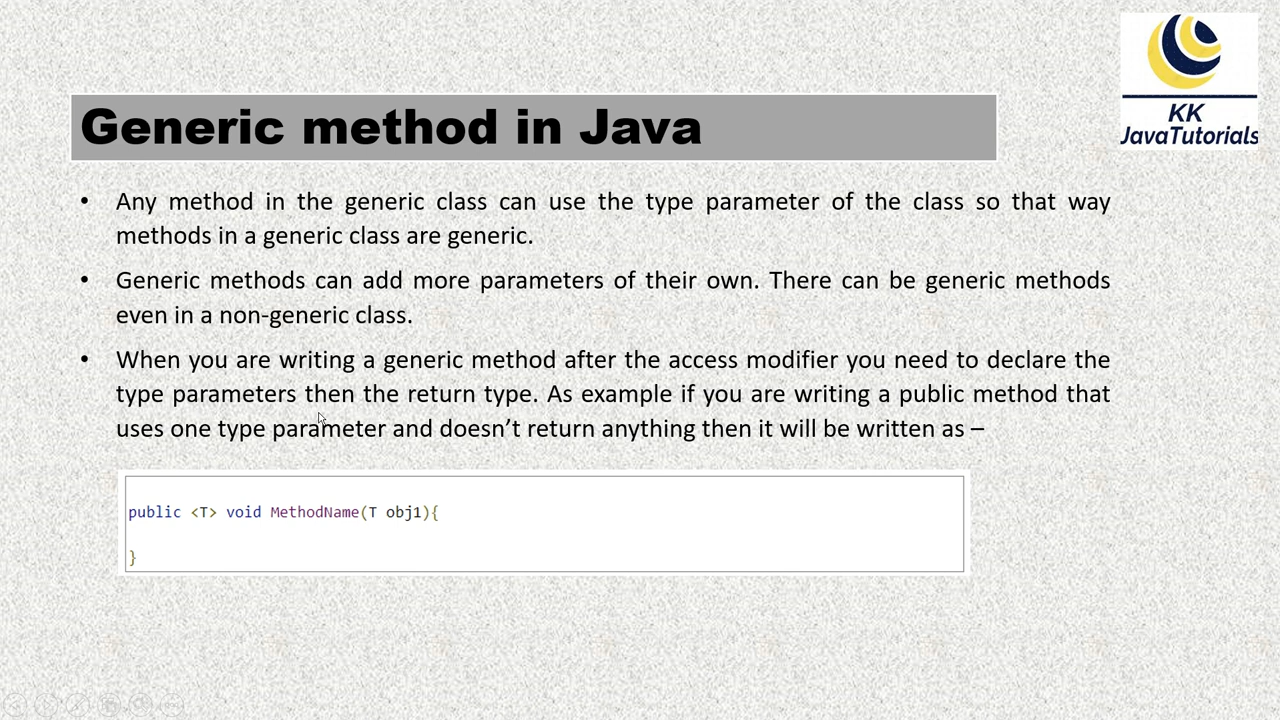 KK
JavaTutorials
Generic method in Java
• Any method in the generic class can use the type parameter of the class so that way
methods in a generic class are generic.
• Generic methods can add more parameters of their own. There can be generic methods
even in a non-generic class.
• When you are writing a generic method after the access modifier you need to declare the
type parameters then the return type. As example if you are writing a public method that
uses one type parameter and doesn’t return anything then it will be written as –
public <T> void MethodName(T obj1){
}